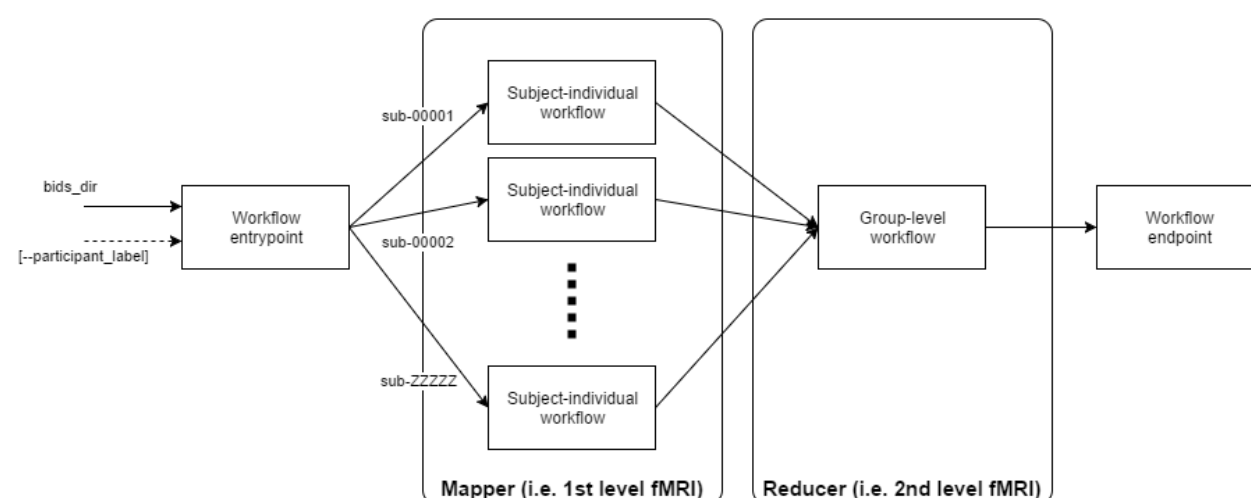 bids_dir
[--participant_label]
Workflow
entrypoint
sub-00001
sub-00002
sub-ZZZZZ
Subject-individual
workflow
Subject-individual
workflow
Subject-individual
workflow
Mapper (i.e. 1st level fMRI)
Group-level
workflow
Reducer (i.e. 2nd level fMRI)
Workflow
endpoint